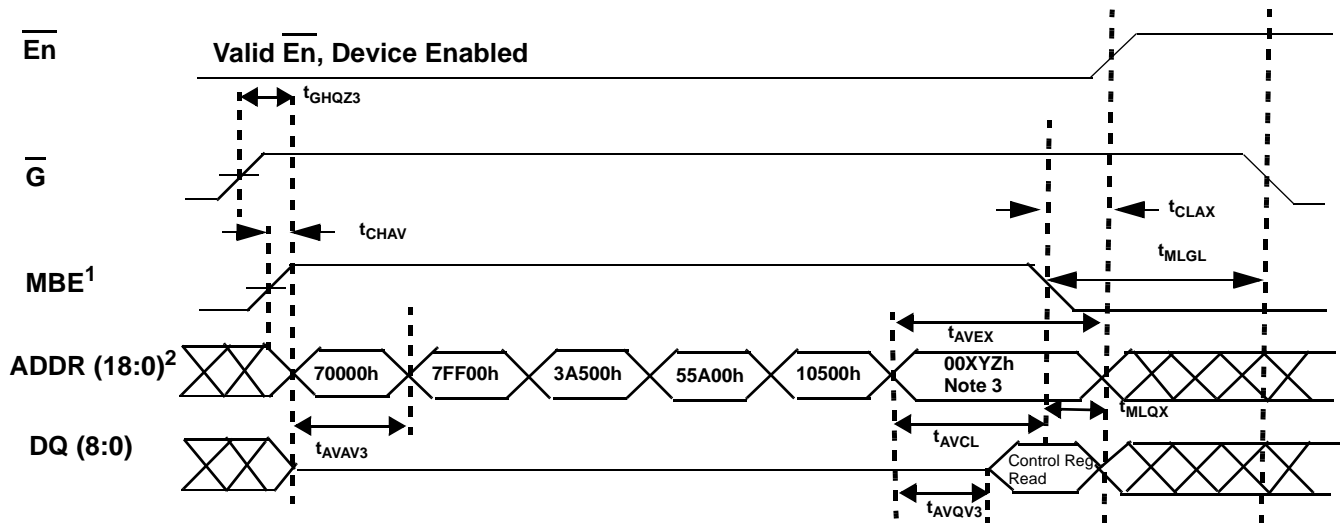 En
Valid En, Device Enabled
tGHQZ3
G
tCHAV
tCLAX
tMLGL
MBE1
tAVEX
ADDR (18:0)2
70000h
7FF00h
3A500h
55A00h
10500h
00XYZh
Note 3
tMLQX
DQ (8:0)
tAVAV3
tAVCL
Control Reg
Read
tAVQV3